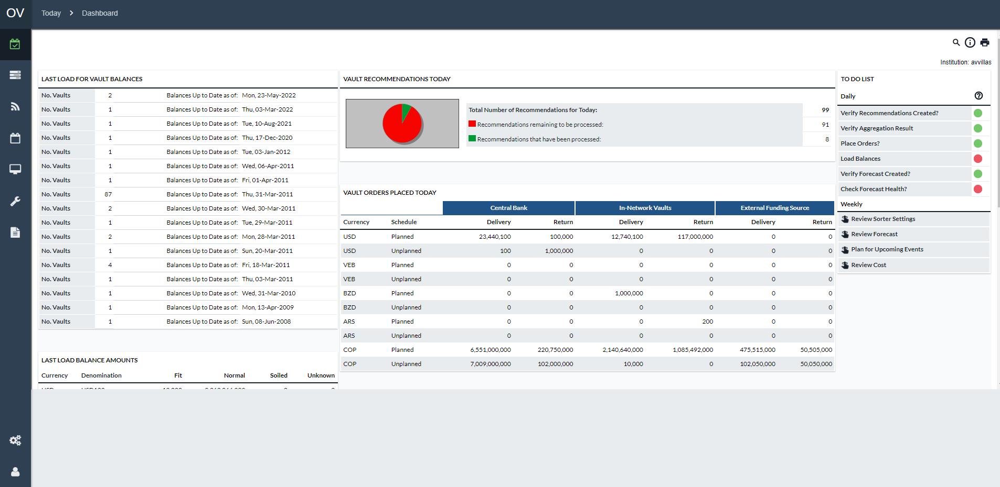 OV
Today
Dashboard
Institution: avvillas
LAST LOAD FOR VAULT BALANCES
No. Vaults 2 Balances Up to Date as of: Mon, 23-May-2022
No. Vaults 1 Balances Up to Date as of: Thu, 03-Mar-2022
No. Vaults 1 Balances Up to Date as of: Tue, 10-Aug-2021
No. Vaults 1 Balances Up to Date as of: Thu, 17-Dec-2020
No. Vaults 1 Balances Up to Date as of: Tue, 03-Jan-2012
No. Vaults 1 Balances Up to Date as of: Wed, 06-Apr-2011
No. Vaults 1 Balances Up to Date as of: Fri, 01-Apr-2011
No. Vaults 87 Balances Up to Date as of: Thu, 31-Mar-2011
No. Vaults 2 Balances Up to Date as of: Wed, 30-Mar-2011
No. Vaults 1 Balances Up to Date as of: Tue, 29-Mar-2011
No. Vaults 2 Balances Up to Date as of: Mon, 28-Mar-2011
No. Vaults 1 Balances Up to Date as of: Sun, 20-Mar-2011
No. Vaults 4 Balances Up to Date as of: Fri, 18-Mar-2011
No. Vaults 1 Balances Up to Date as of: Thu, 03-Mar-2011
No. Vaults 1 Balances Up to Date as of: Wed, 31-Mar-2010
No. Vaults 1 Balances Up to Date as of: Mon, 13-Apr-2009
No. Vaults 1 Balances Up to Date as of: Sun, 08-Jun-2008
LAST LOAD BALANCE AMOUNTS
Currency Denomination Fit Normal Soiled Unknown
VAULT RECOMMENDATIONS TODAY
Total Number of Recommendations for Today: 99
Recommendations remaining to be processed: 91
Recommendations that have been processed: 8
VAULT ORDERS PLACED TODAY
Central Bank In-Network Vaults External Funding Source
Currency Schedule Delivery Return Delivery Return Delivery Return
USD Planned 23,440,100 100,000 12,740,100 117,000,000 0 0
USD Unplanned 100 1,000,000 0 0 0 0
VEB Planned 0 0 0 0 0 0
VEB Unplanned 0 0 0 0 0 0
BZD Planned 0 0 1,000,000 0 0 0
BZD Unplanned 0 0 0 0 0 0
ARS Planned 0 0 0 200 0 0
ARS Unplanned 0 0 0 0 0 0
COP Planned 6,551,000,000 220,750,000 2,140,640,000 1,085,492,000 475,515,000 50,505,000
COP Unplanned 7,009,000,000 102,000,000 10,000 0 102,050,000 50,050,000
TO DO LIST
Daily
Verify Recommendations Created?
Verify Aggregation Result
Place Orders?
Load Balances
Verify Forecast Created?
Check Forecast Health?
Weekly
Review Sorter Settings
Review Forecast
Plan for Upcoming Events
Review Cost